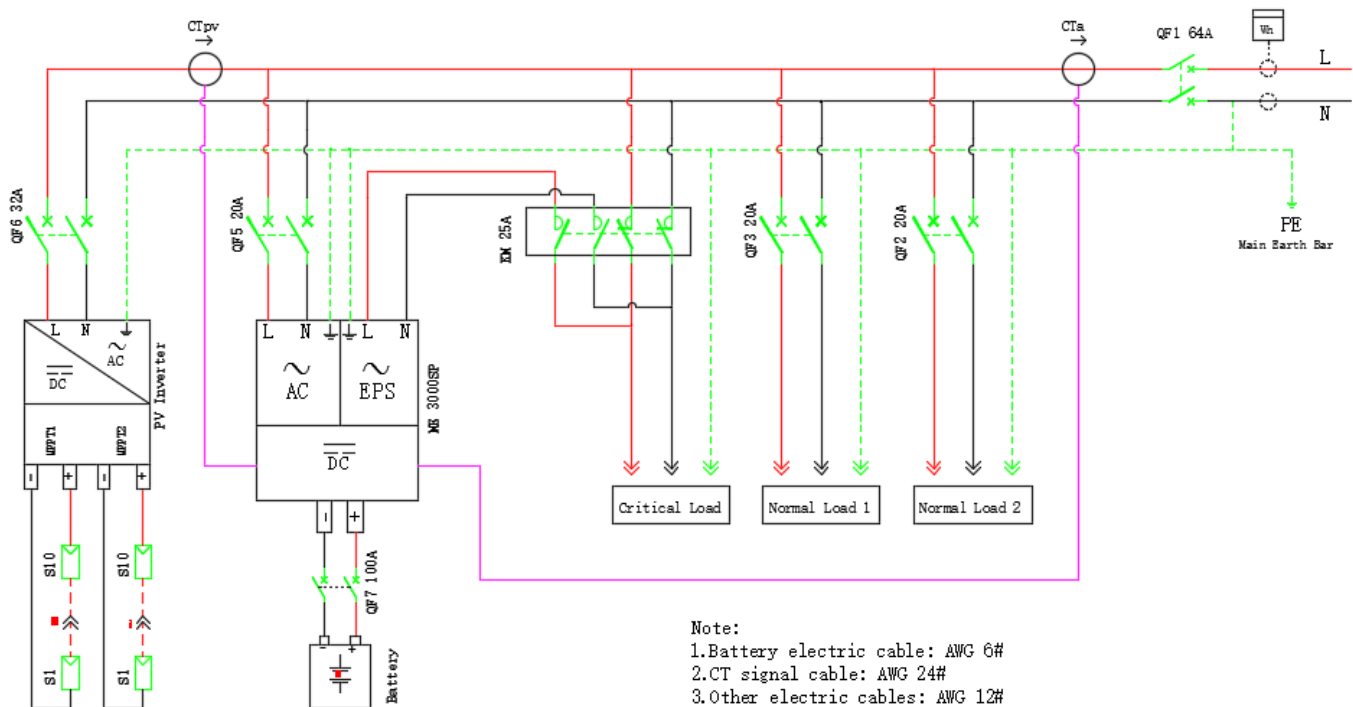 CTpv
CTa
QF1 64A
Wh
L
N
QF6 32A
QF5 20A
KM 25A
QF3 20A
QF2 20A
PE
Main Earth Bar
L N
AC
DC
PV Inverter
MPPT1
MPPT2
- + - +
L N
L N
AC
EPS
ME 3000SP
DC
- +
Critical Load
Normal Load 1
Normal Load 2
S10
S10
QF7 100A
S1
S1
- +
Battery
Note:
1.Battery electric cable: AWG 6#
2.CT signal cable: AWG 24#
3.Other electric cables: AWG 12#